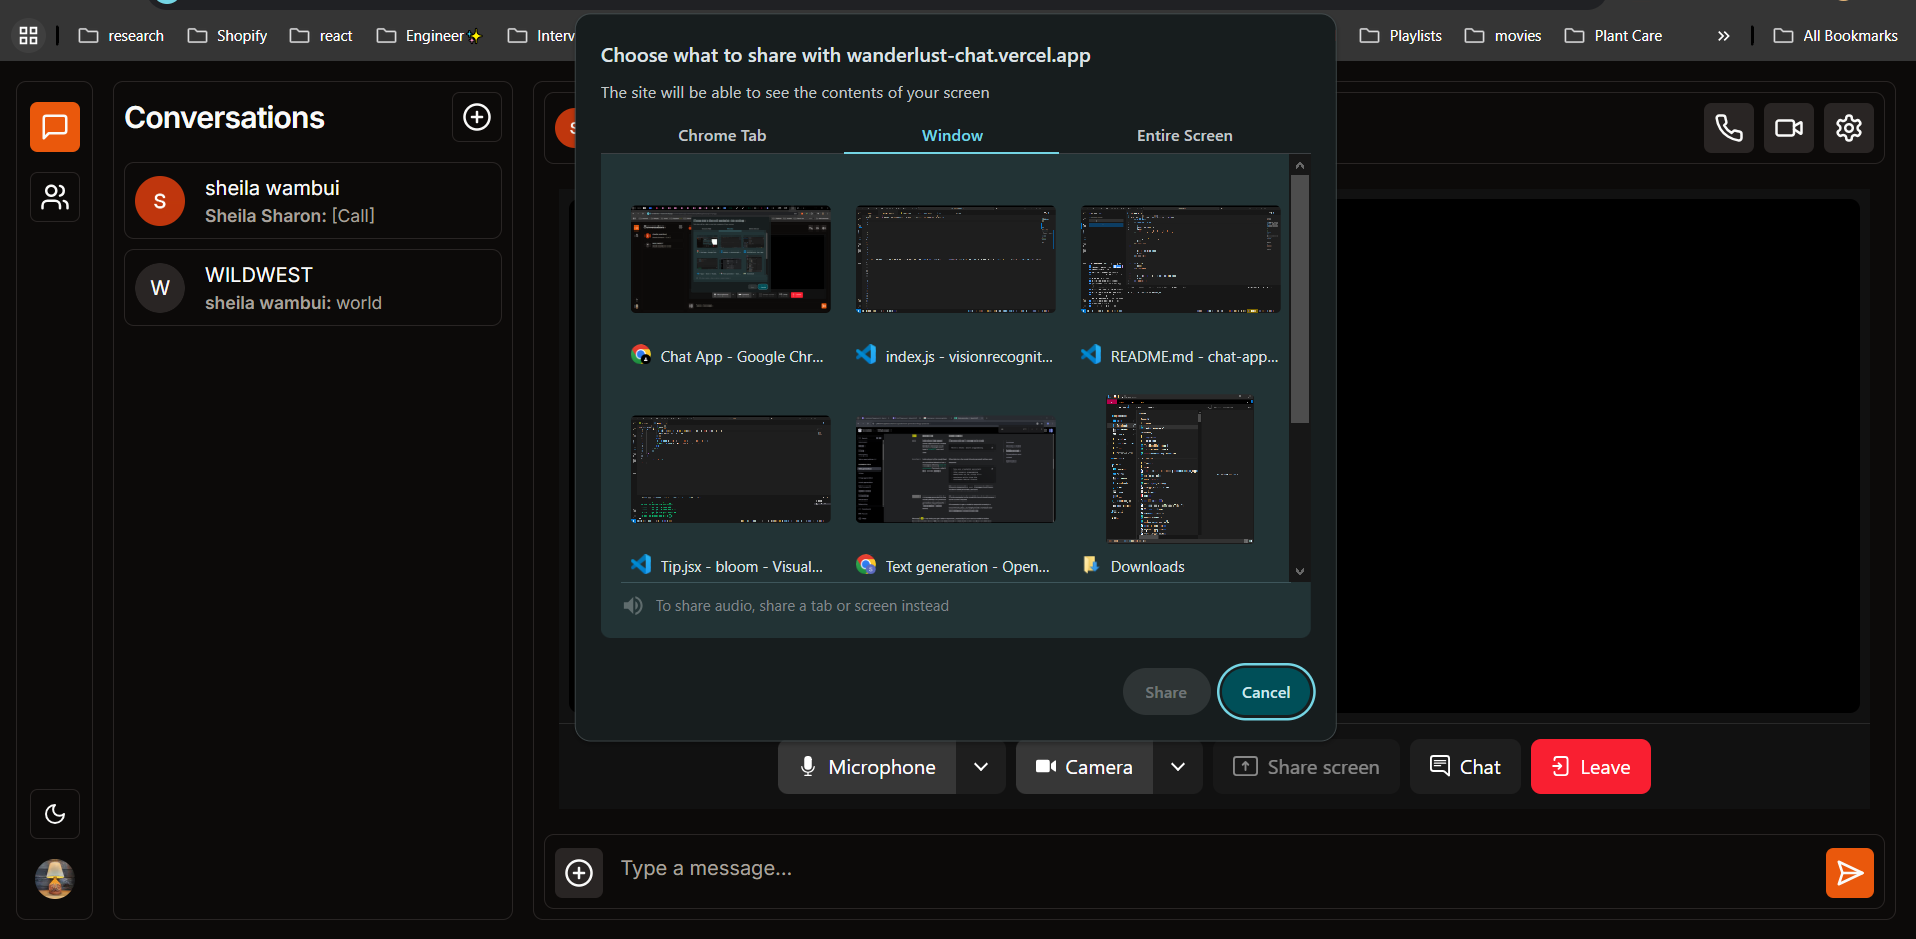 research
Shopify
react
Engineer✨
Interv
Playlists
movies
Plant Care
»
All Bookmarks
Choose what to share with wanderlust-chat.vercel.app
The site will be able to see the contents of your screen
Chrome Tab
Window
Entire Screen
Chat App - Google Chr...
index.js - visionrecognit...
README.md - chat-app...
Tip.jsx - bloom - Visual...
Text generation - Open...
Downloads
To share audio, share a tab or screen instead
Share
Cancel
Conversations
S
sheila wambui
Sheila Sharon: [Call]
W
WILDWEST
sheila wambui: world
S
Microphone
Camera
Share screen
Chat
Leave
Type a message...